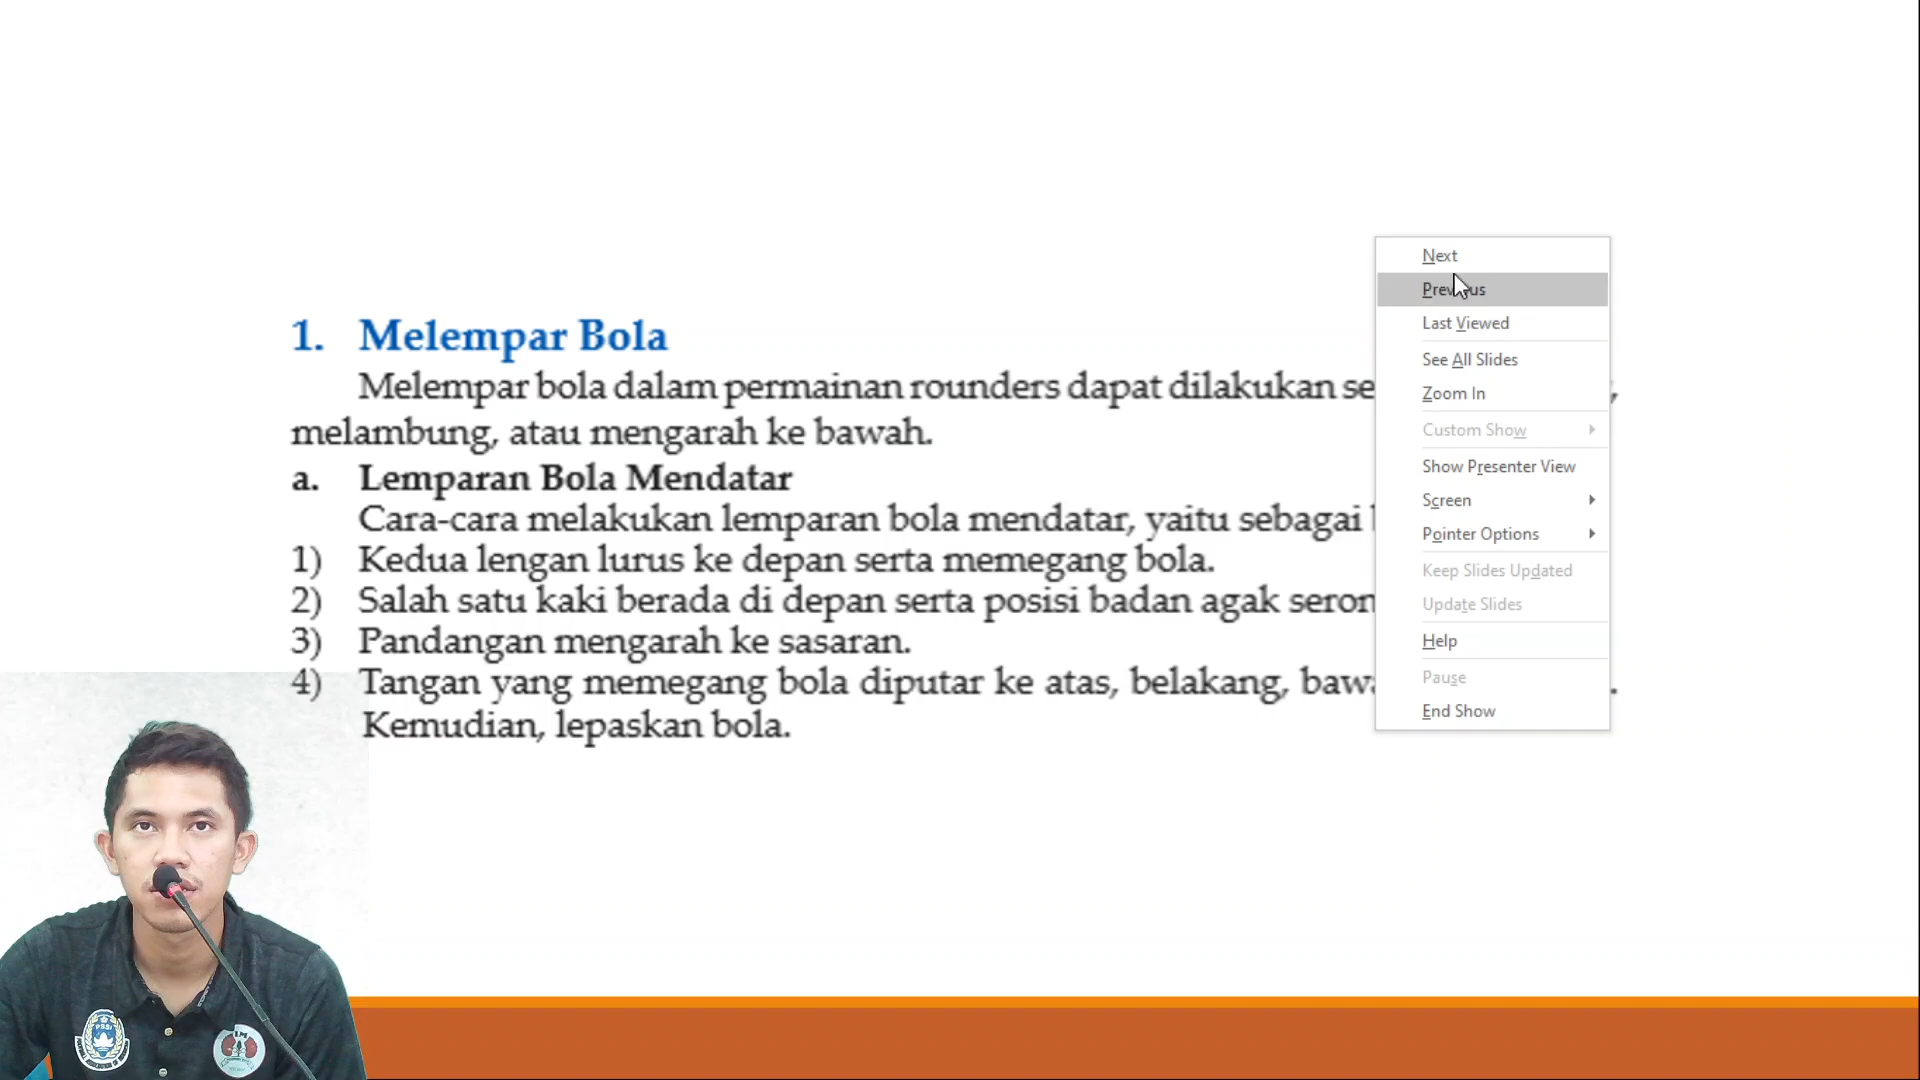 1. Melempar Bola
Melempar bola dalam permainan rounders dapat dilakukan
melambung, atau mengarah ke bawah.
a. Lemparan Bola Mendatar
Cara-cara melakukan lemparan bola mendatar, yaitu sebagai
1) Kedua lengan lurus ke depan serta memegang bola.
2) Salah satu kaki berada di depan serta posisi badan agak
3) Pandangan mengarah ke sasaran.
4) Tangan yang memegang bola diputar ke atas, belakang,
Kemudian, lepaskan bola.
Next
Previous
Last Viewed
See All Slides
Zoom In
Custom Show
Show Presenter View
Screen
Pointer Options
Keep Slides Updated
Update Slides
Help
Pause
End Show
PSSI